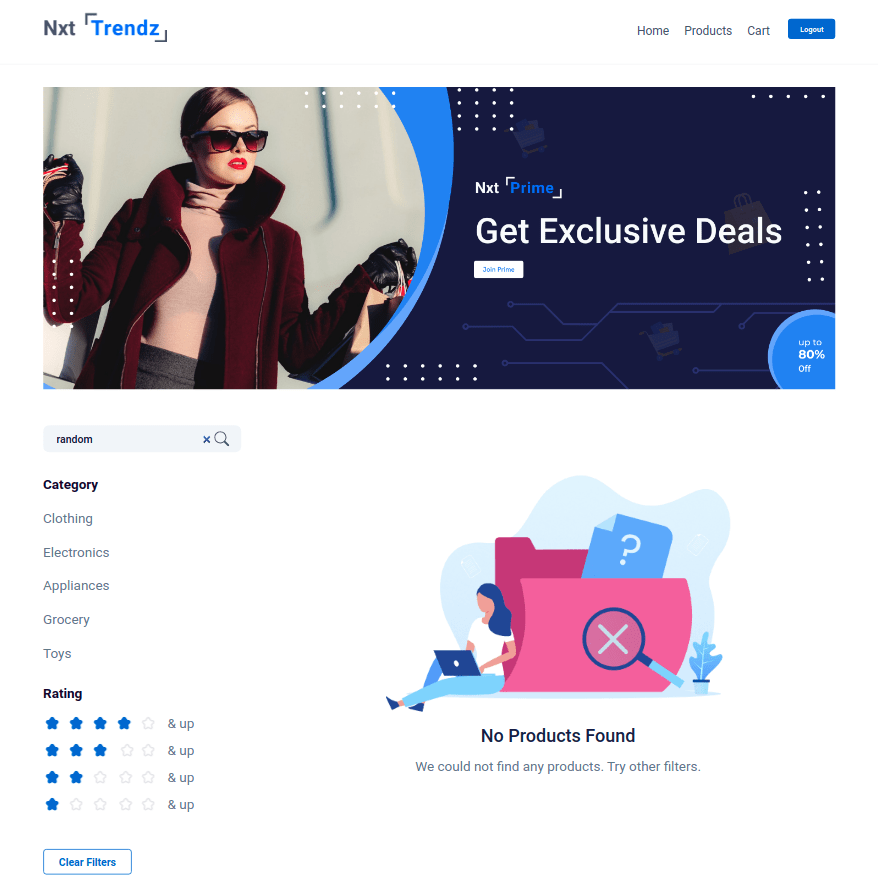 Nxt Trendz
Home Products Cart Logout
Nxt Prime
Get Exclusive Deals
Join Prime
up to
80%
Off
random
Category
Clothing
Electronics
Appliances
Grocery
Toys
Rating
& up
& up
& up
& up
Clear Filters
?
No Products Found
We could not find any products. Try other filters.